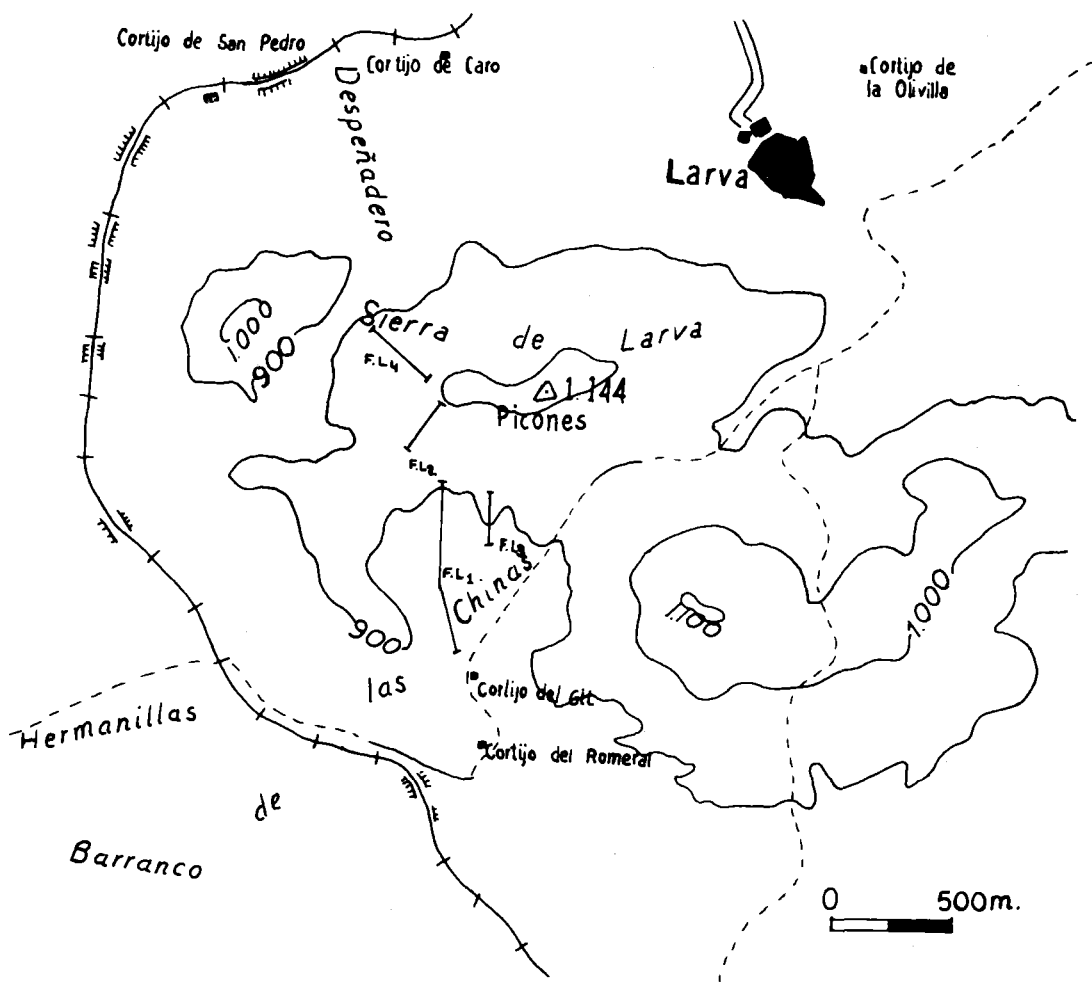 Cortijo de San Pedro
Cortijo de Caro
Cortijo de
la Olivilla
Despeñadero
Larva
Sierra de Larva
1.000
900
F.L4
1.144
Picones
F.L2.
F.L3
F.L1.
Chinas
1.100
1.000
900
las
Cortijo del
Hermanillas
Cortijo del Romeral
de
Barranco
0 500m.